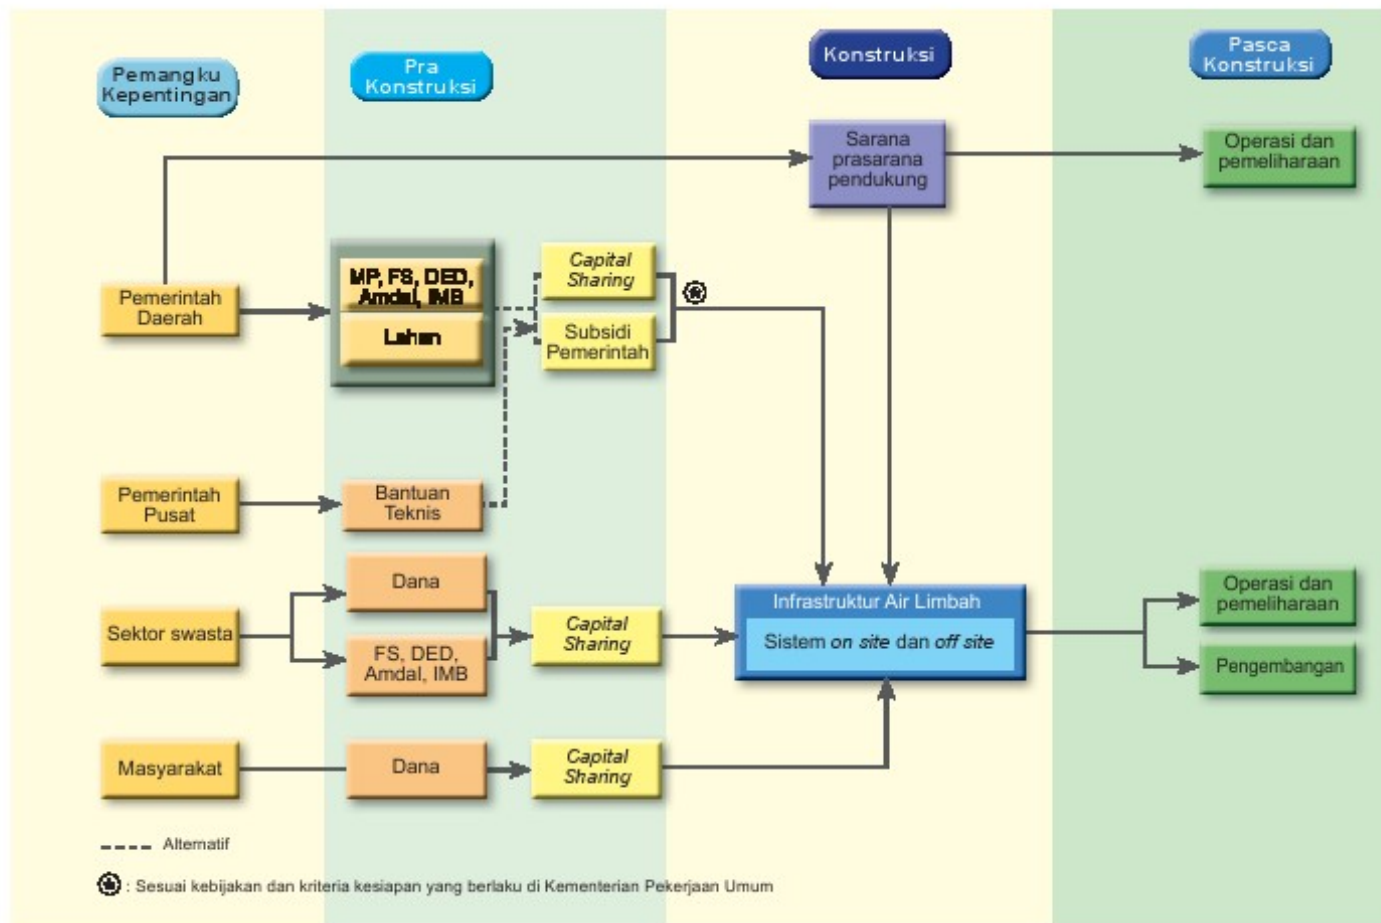 Pemangku
Kepentingan
Pra
Konstruksi
Konstruksi
Pasca
Konstruksi
Sarana
prasarana
pendukung
Operasi dan
pemeliharaan
Pemerintah
Daerah
MP, FS, DED,
Amdal, IMB
Lahan
Capital
Sharing
Subsidi
Pemerintah
Pemerintah
Pusat
Bantuan
Teknis
Sektor swasta
Dana
FS, DED,
Amdal, IMB
Capital
Sharing
Infrastruktur Air Limbah
Sistem on site dan off site
Operasi dan
pemeliharaan
Pengembangan
Masyarakat
Dana
Capital
Sharing
Alternatif
: Sesuai kebijakan dan kriteria kesiapan yang berlaku di Kementerian Pekerjaan Umum